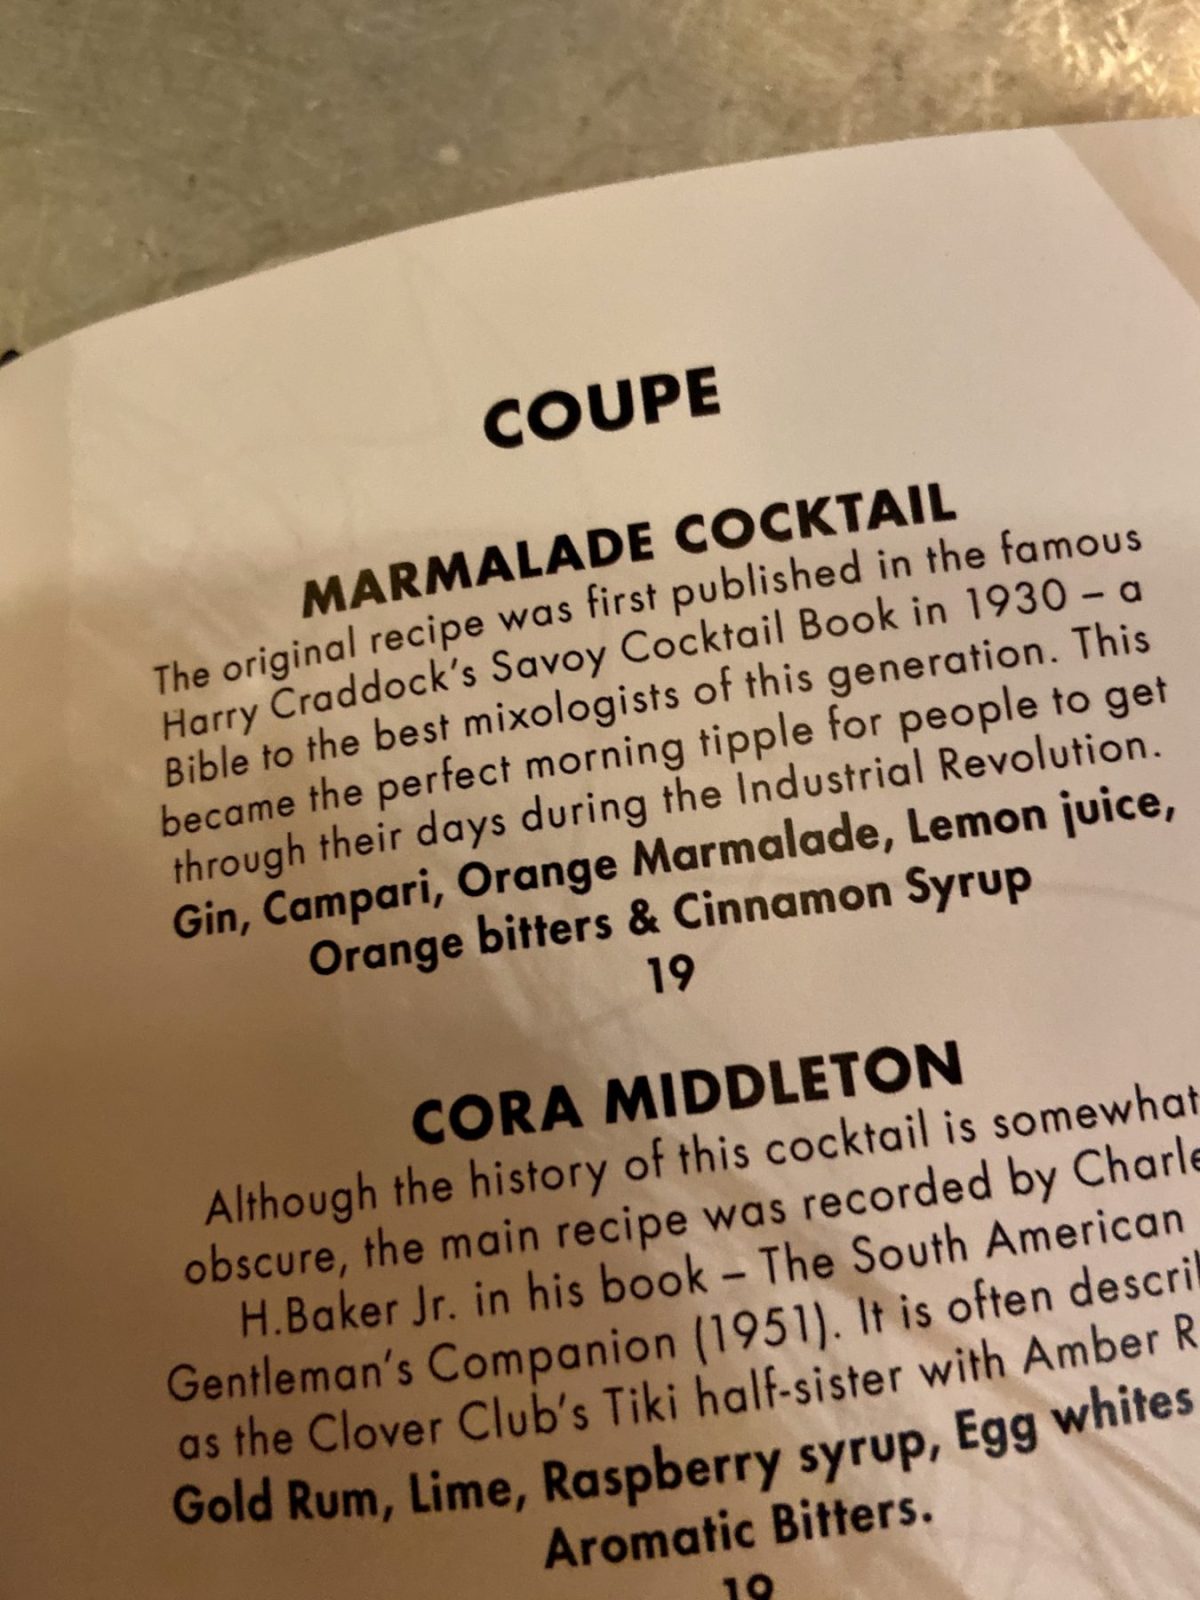 COUPE
MARMALADE COCKTAIL
The original recipe was first published in the famous
Harry Craddock's Savoy Cocktail Book in 1930 – a
Bible to the best mixologists of this generation. This
became the perfect morning tipple for people to get
through their days during the Industrial Revolution.
Gin, Campari, Orange Marmalade, Lemon juice,
Orange bitters & Cinnamon Syrup
19
CORA MIDDLETON
Although the history of this cocktail is somewhat
obscure, the main recipe was recorded by
H.Baker Jr. in his book – The South American
Gentleman's Companion (1951). It is often
as the Clover Club's Tiki half-sister with Amber
Gold Rum, Lime, Raspberry syrup, Egg whites
Aromatic Bitters.
19